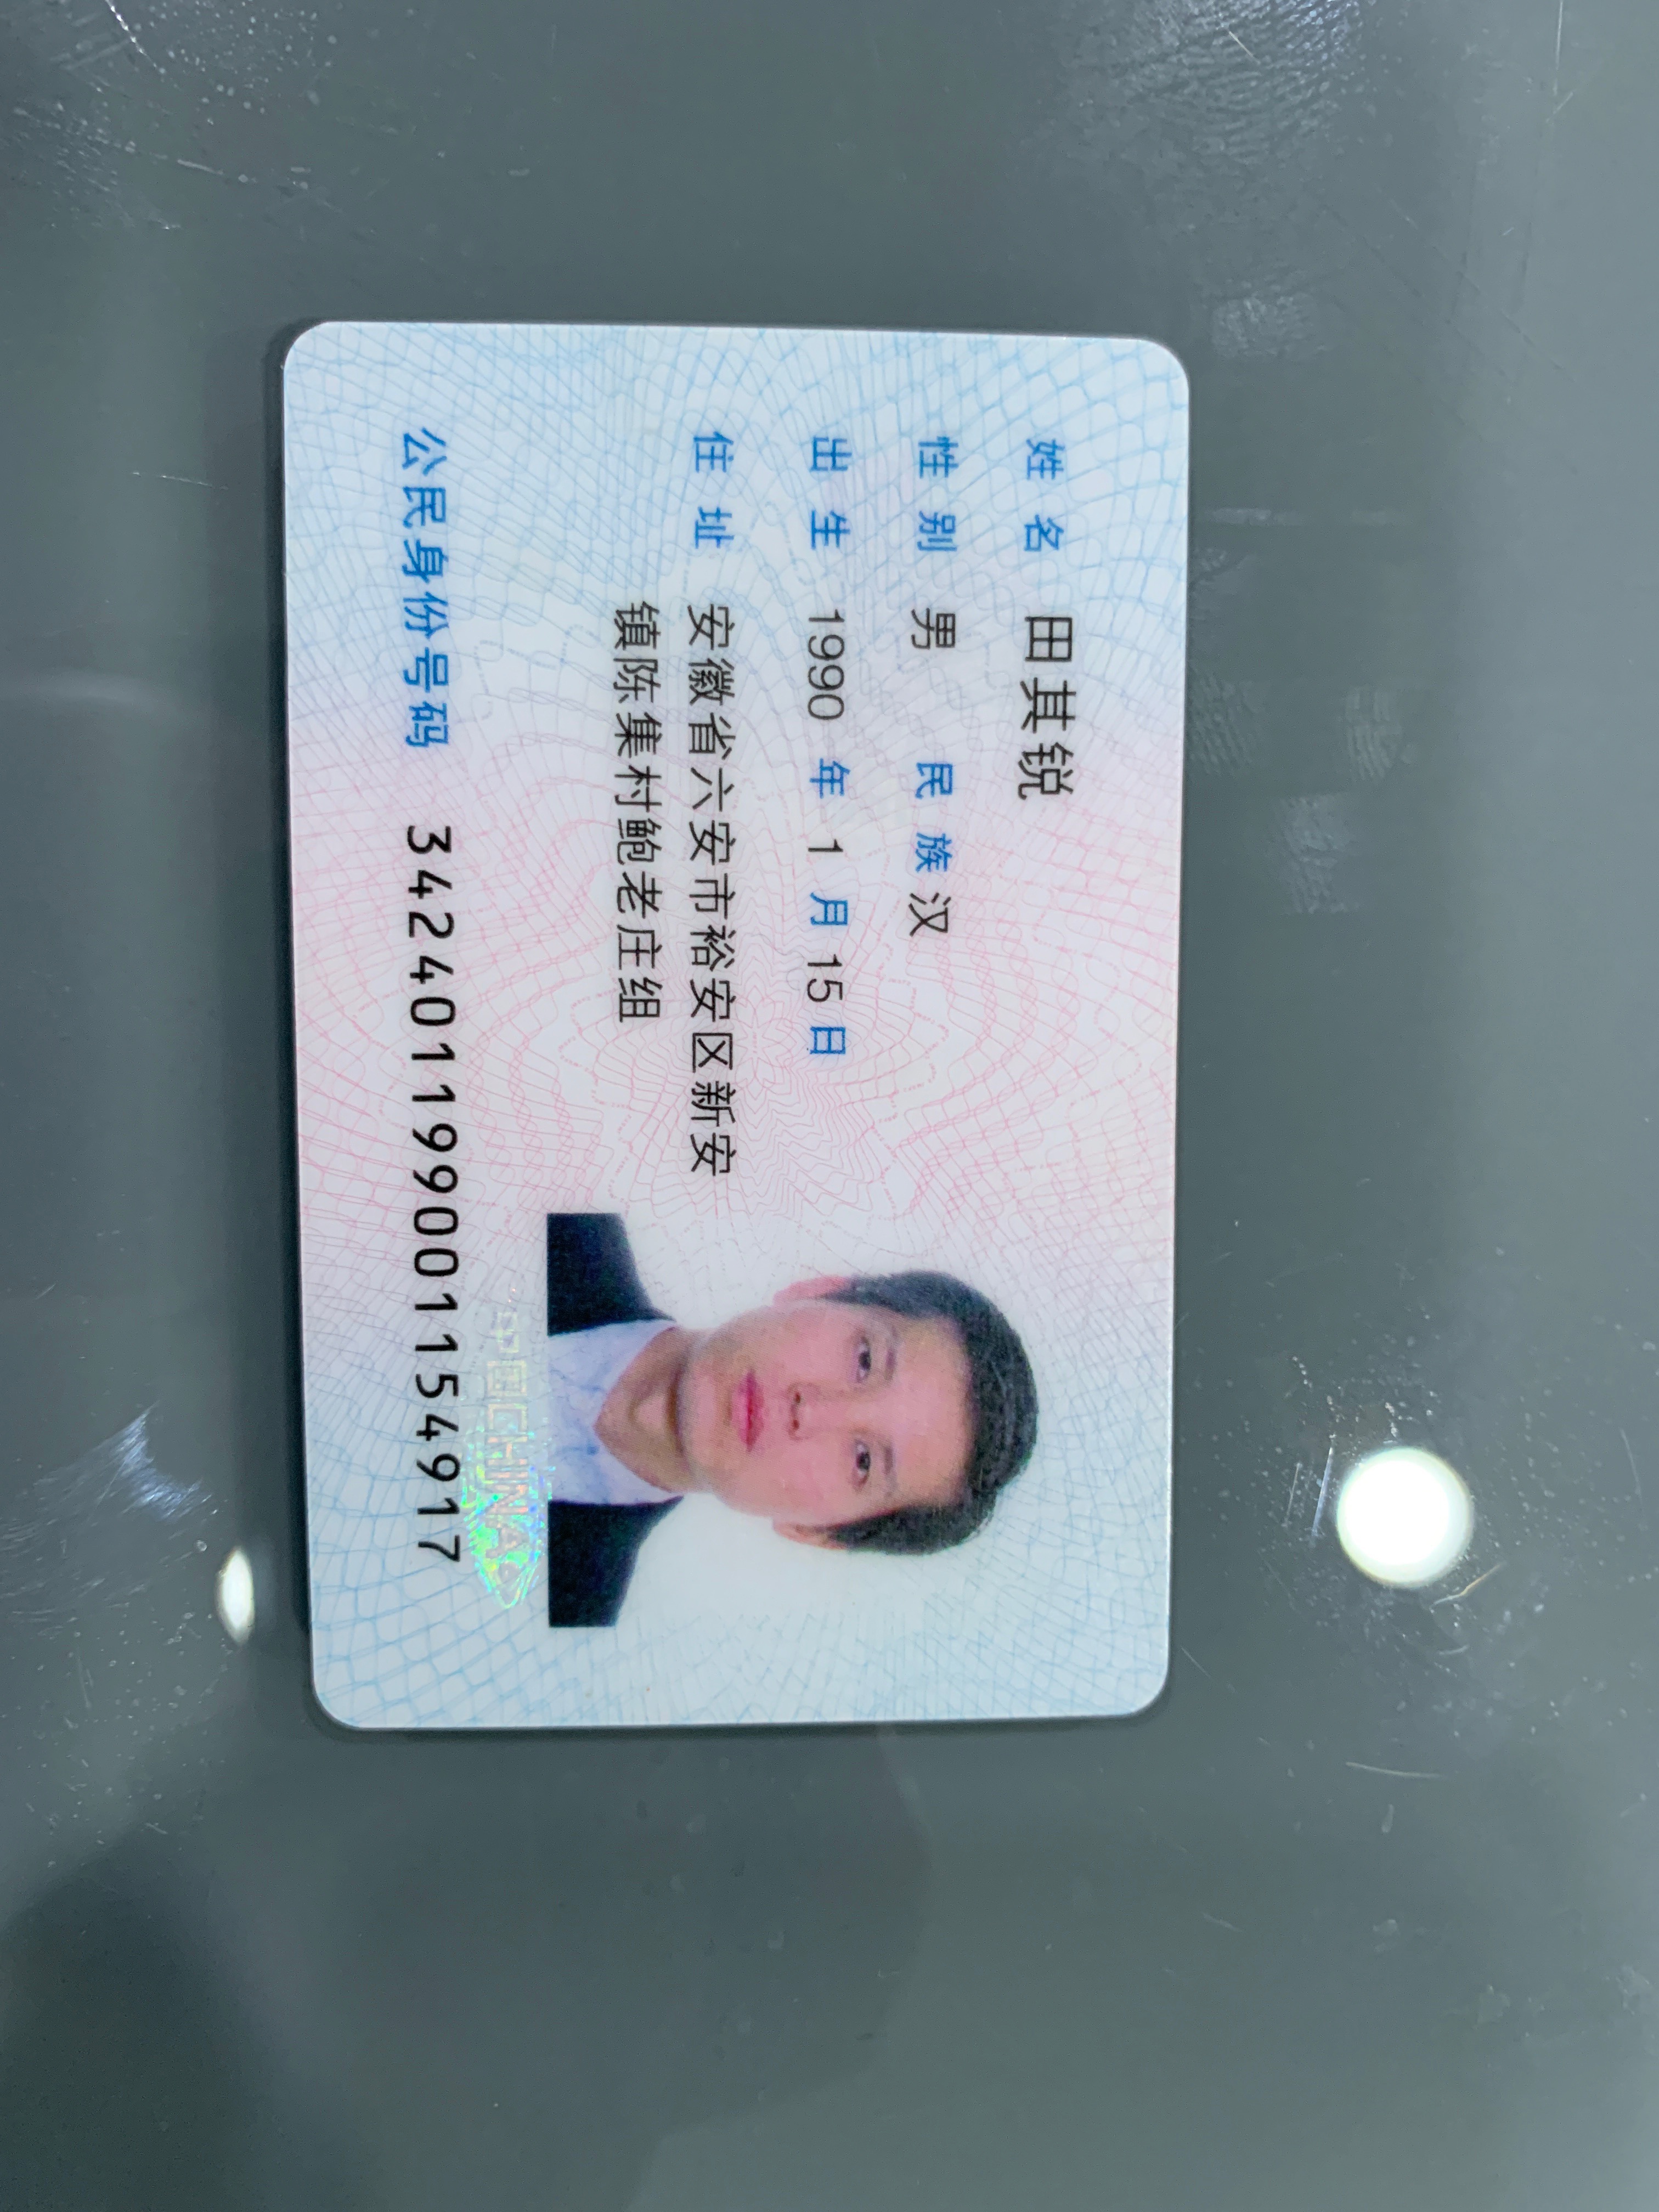 姓名 田其锐
性别 男 民族 汉
出生 1990 年 1 月 15 日
住址 安徽省六安市裕安区新安
镇陈集村鲍老庄组
公民身份号码 342401199001154917
中国CHINA